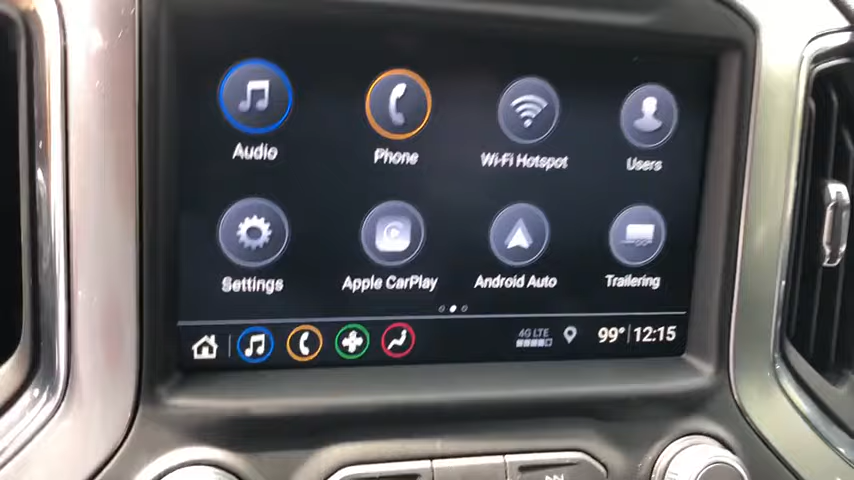 Audio
Phone
Wi-Fi Hotspot
Users
Settings
Apple CarPlay
Android Auto
Trailering
4G LTE
99° 12:15